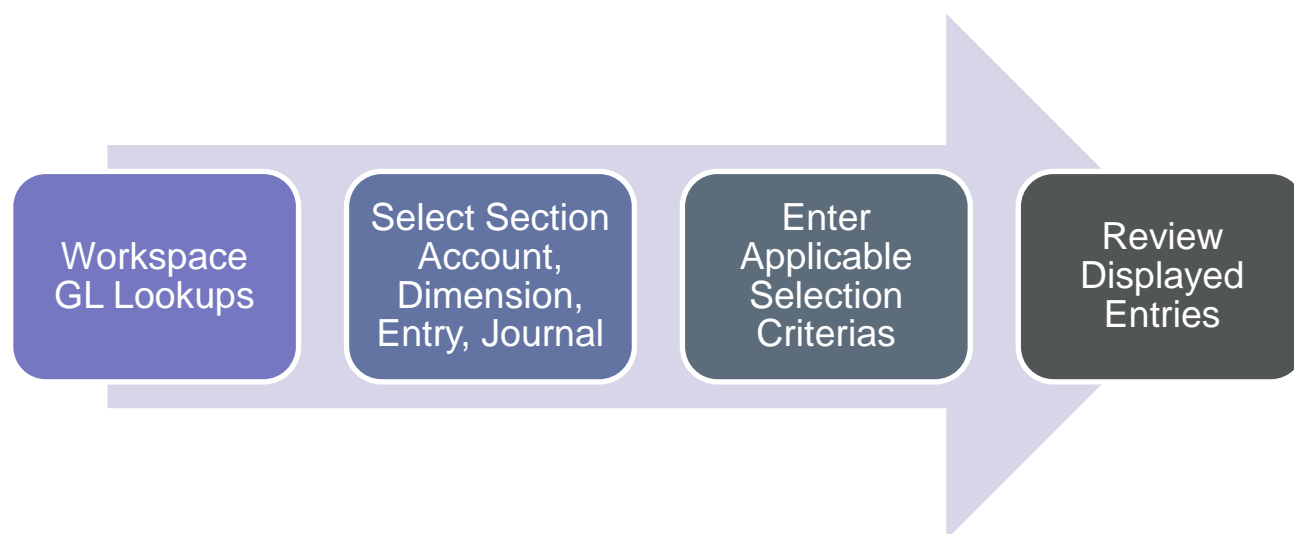 Workspace
GL Lookups
Select Section
Account,
Dimension,
Entry, Journal
Enter
Applicable
Selection
Criterias
Review
Displayed
Entries